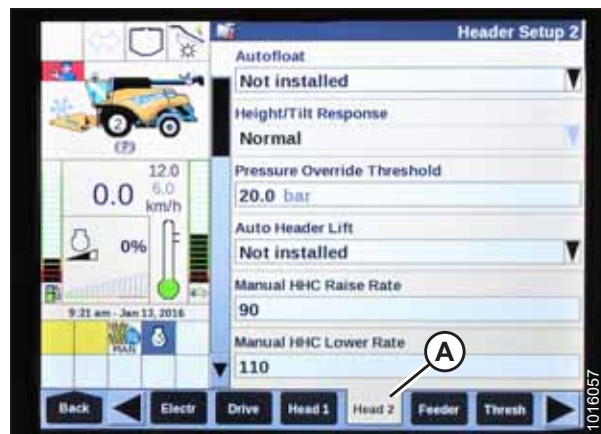 Header Setup 2
Autofloat
Not installed
Height/Tilt Response
Normal
Pressure Override Threshold
20.0 bar
Auto Header Lift
Not installed
Manual HHC Raise Rate
90
Manual HHC Lower Rate
110
2
(?)
12.0
6.0
0.0 km/h
0%
9:21 am - Jan 13, 2016
MAN
A
Back
Electr
Drive
Head 1
Head 2
Feeder
Thresh
1016057